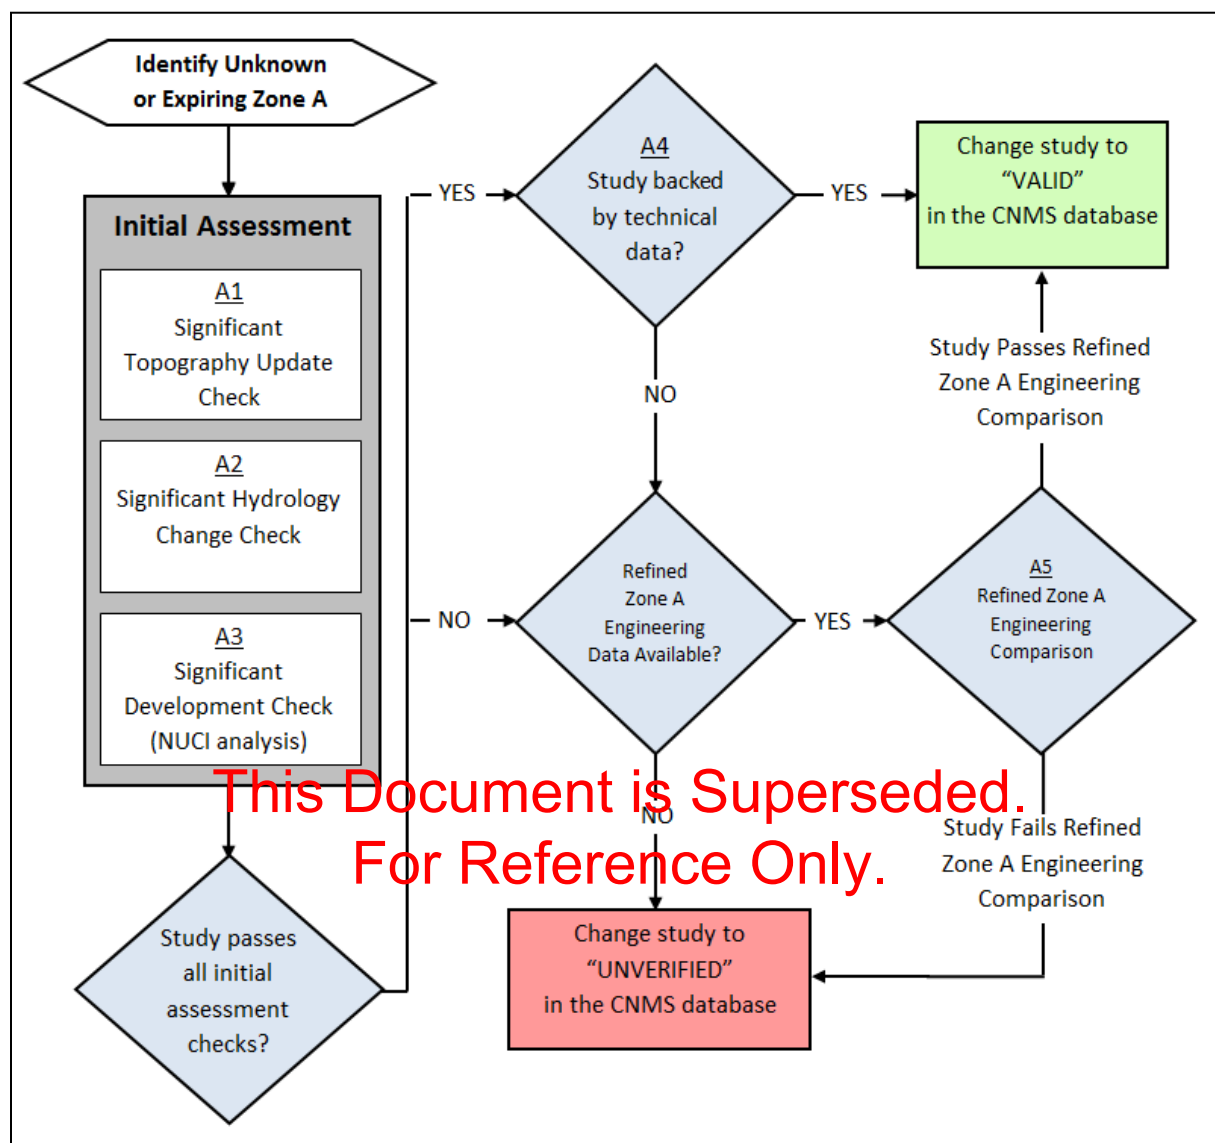 Identify Unknown
or Expiring Zone A
Initial Assessment
A1
Significant
Topography Update
Check
A2
Significant Hydrology
Change Check
A3
Significant
Development Check
(NUCI analysis)
Study passes
all initial
assessment
checks?
YES
NO
A4
Study backed
by technical
data?
YES
NO
Change study to
“VALID”
in the CNMS database
Refined
Zone A
Engineering
Data Available?
YES
NO
A5
Refined Zone A
Engineering
Comparison
Study Passes Refined
Zone A Engineering
Comparison
Study Fails Refined
Zone A Engineering
Comparison
Change study to
“UNVERIFIED”
in the CNMS database
This Document is Superseded.
For Reference Only.